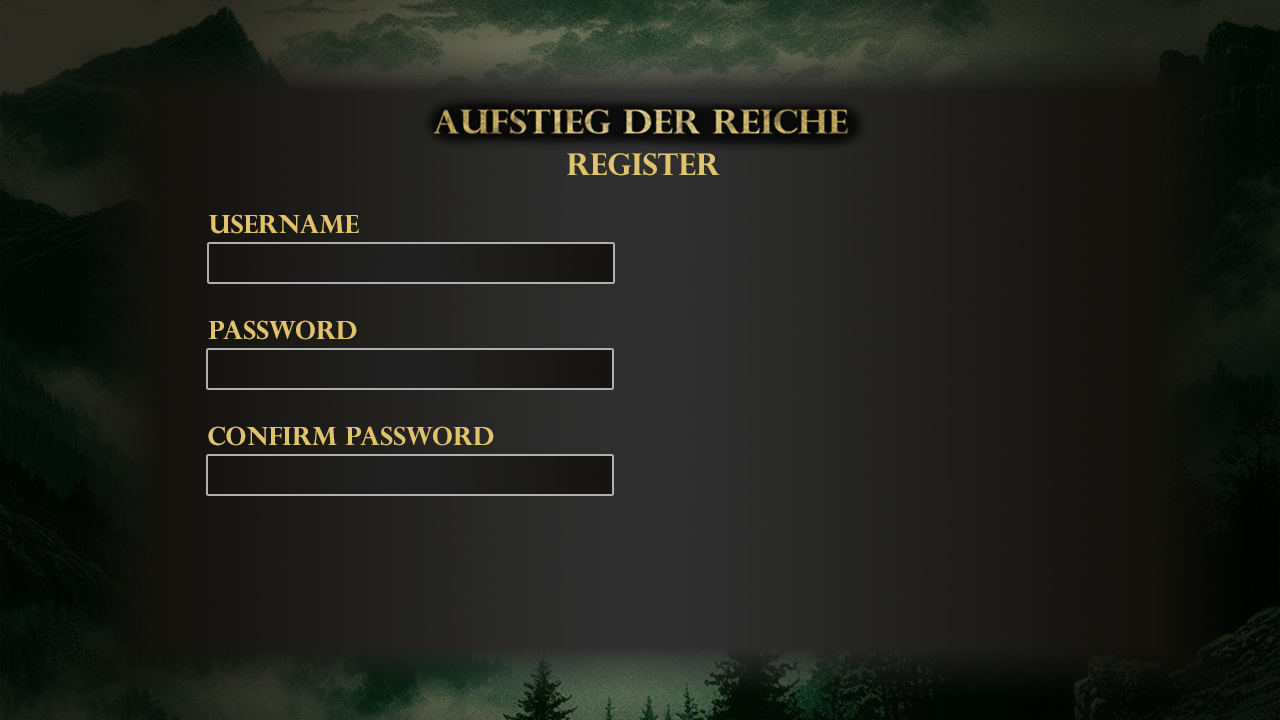 AUFSTIEG DER REICHE
REGISTER
USERNAME
PASSWORD
CONFIRM PASSWORD